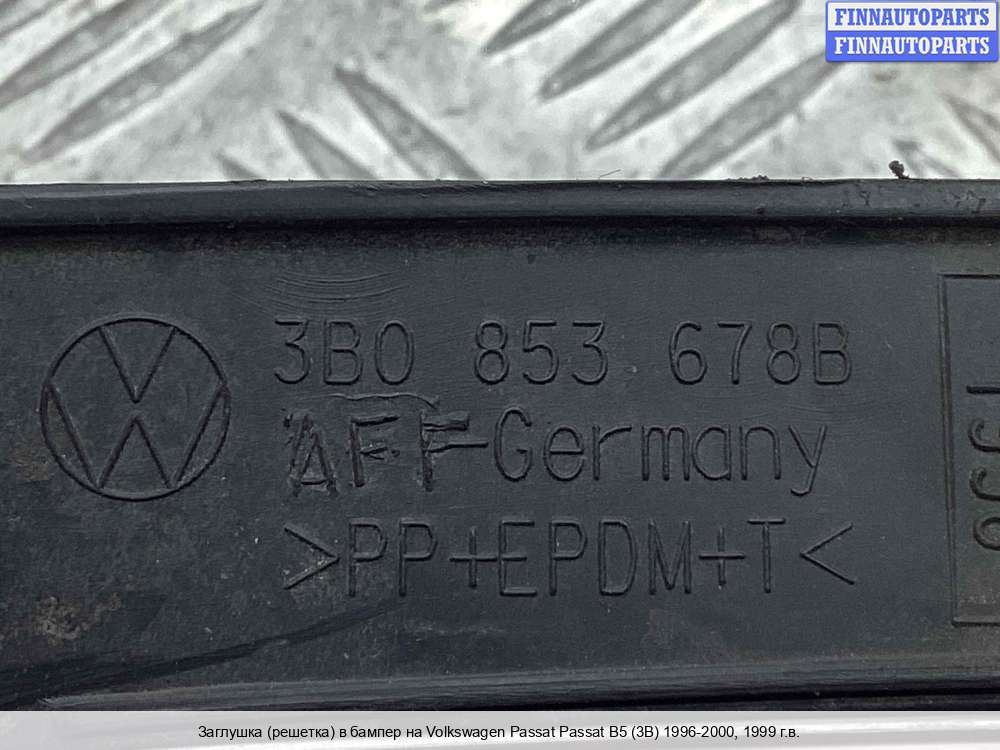 FINNAUTOPARTS
FINNAUTOPARTS
3B0 853 678B
AFF-Germany
>PP+EPDM+T<
Заглушка (решетка) в бампер на Volkswagen Passat Passat B5 (3B) 1996-2000, 1999 г.в.